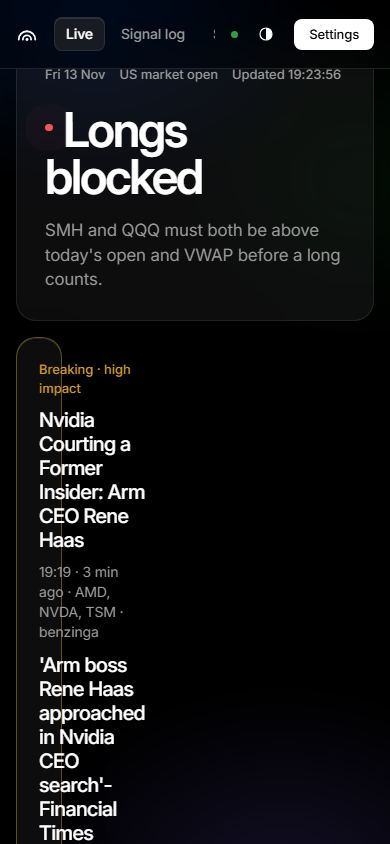 Live
Signal log
Settings
Fri 13 Nov US market open Updated 19:23:56
Longs
blocked
SMH and QQQ must both be above
today's open and VWAP before a long
counts.
Breaking · high
impact
Nvidia
Courting a
Former
Insider: Arm
CEO Rene
Haas
19:19 · 3 min
ago · AMD,
NVDA, TSM ·
benzinga
'Arm boss
Rene Haas
approached
in Nvidia
CEO
search'-
Financial
Times